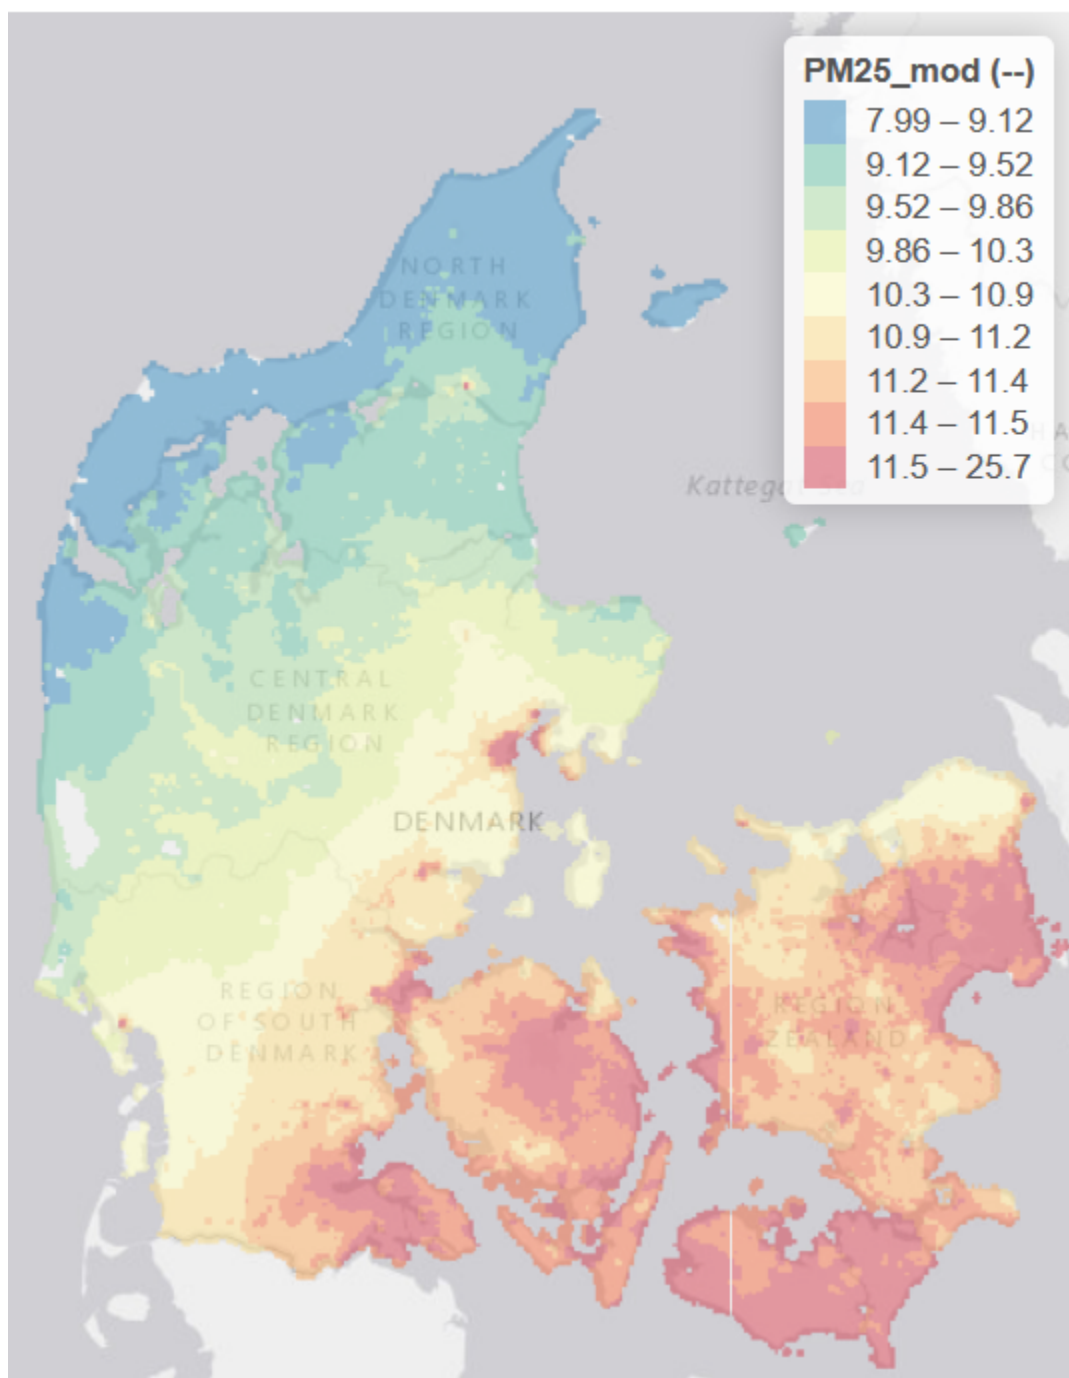 PM25_mod (--)
7.99 – 9.12
9.12 – 9.52
9.52 – 9.86
9.86 – 10.3
10.3 – 10.9
10.9 – 11.2
11.2 – 11.4
11.4 – 11.5
11.5 – 25.7
NORTH
DENMARK
REGION
Kattegat Sea
CENTRAL
DENMARK
REGION
DENMARK
REGION
OF SOUTH
DENMARK
REGION
ZEALAND